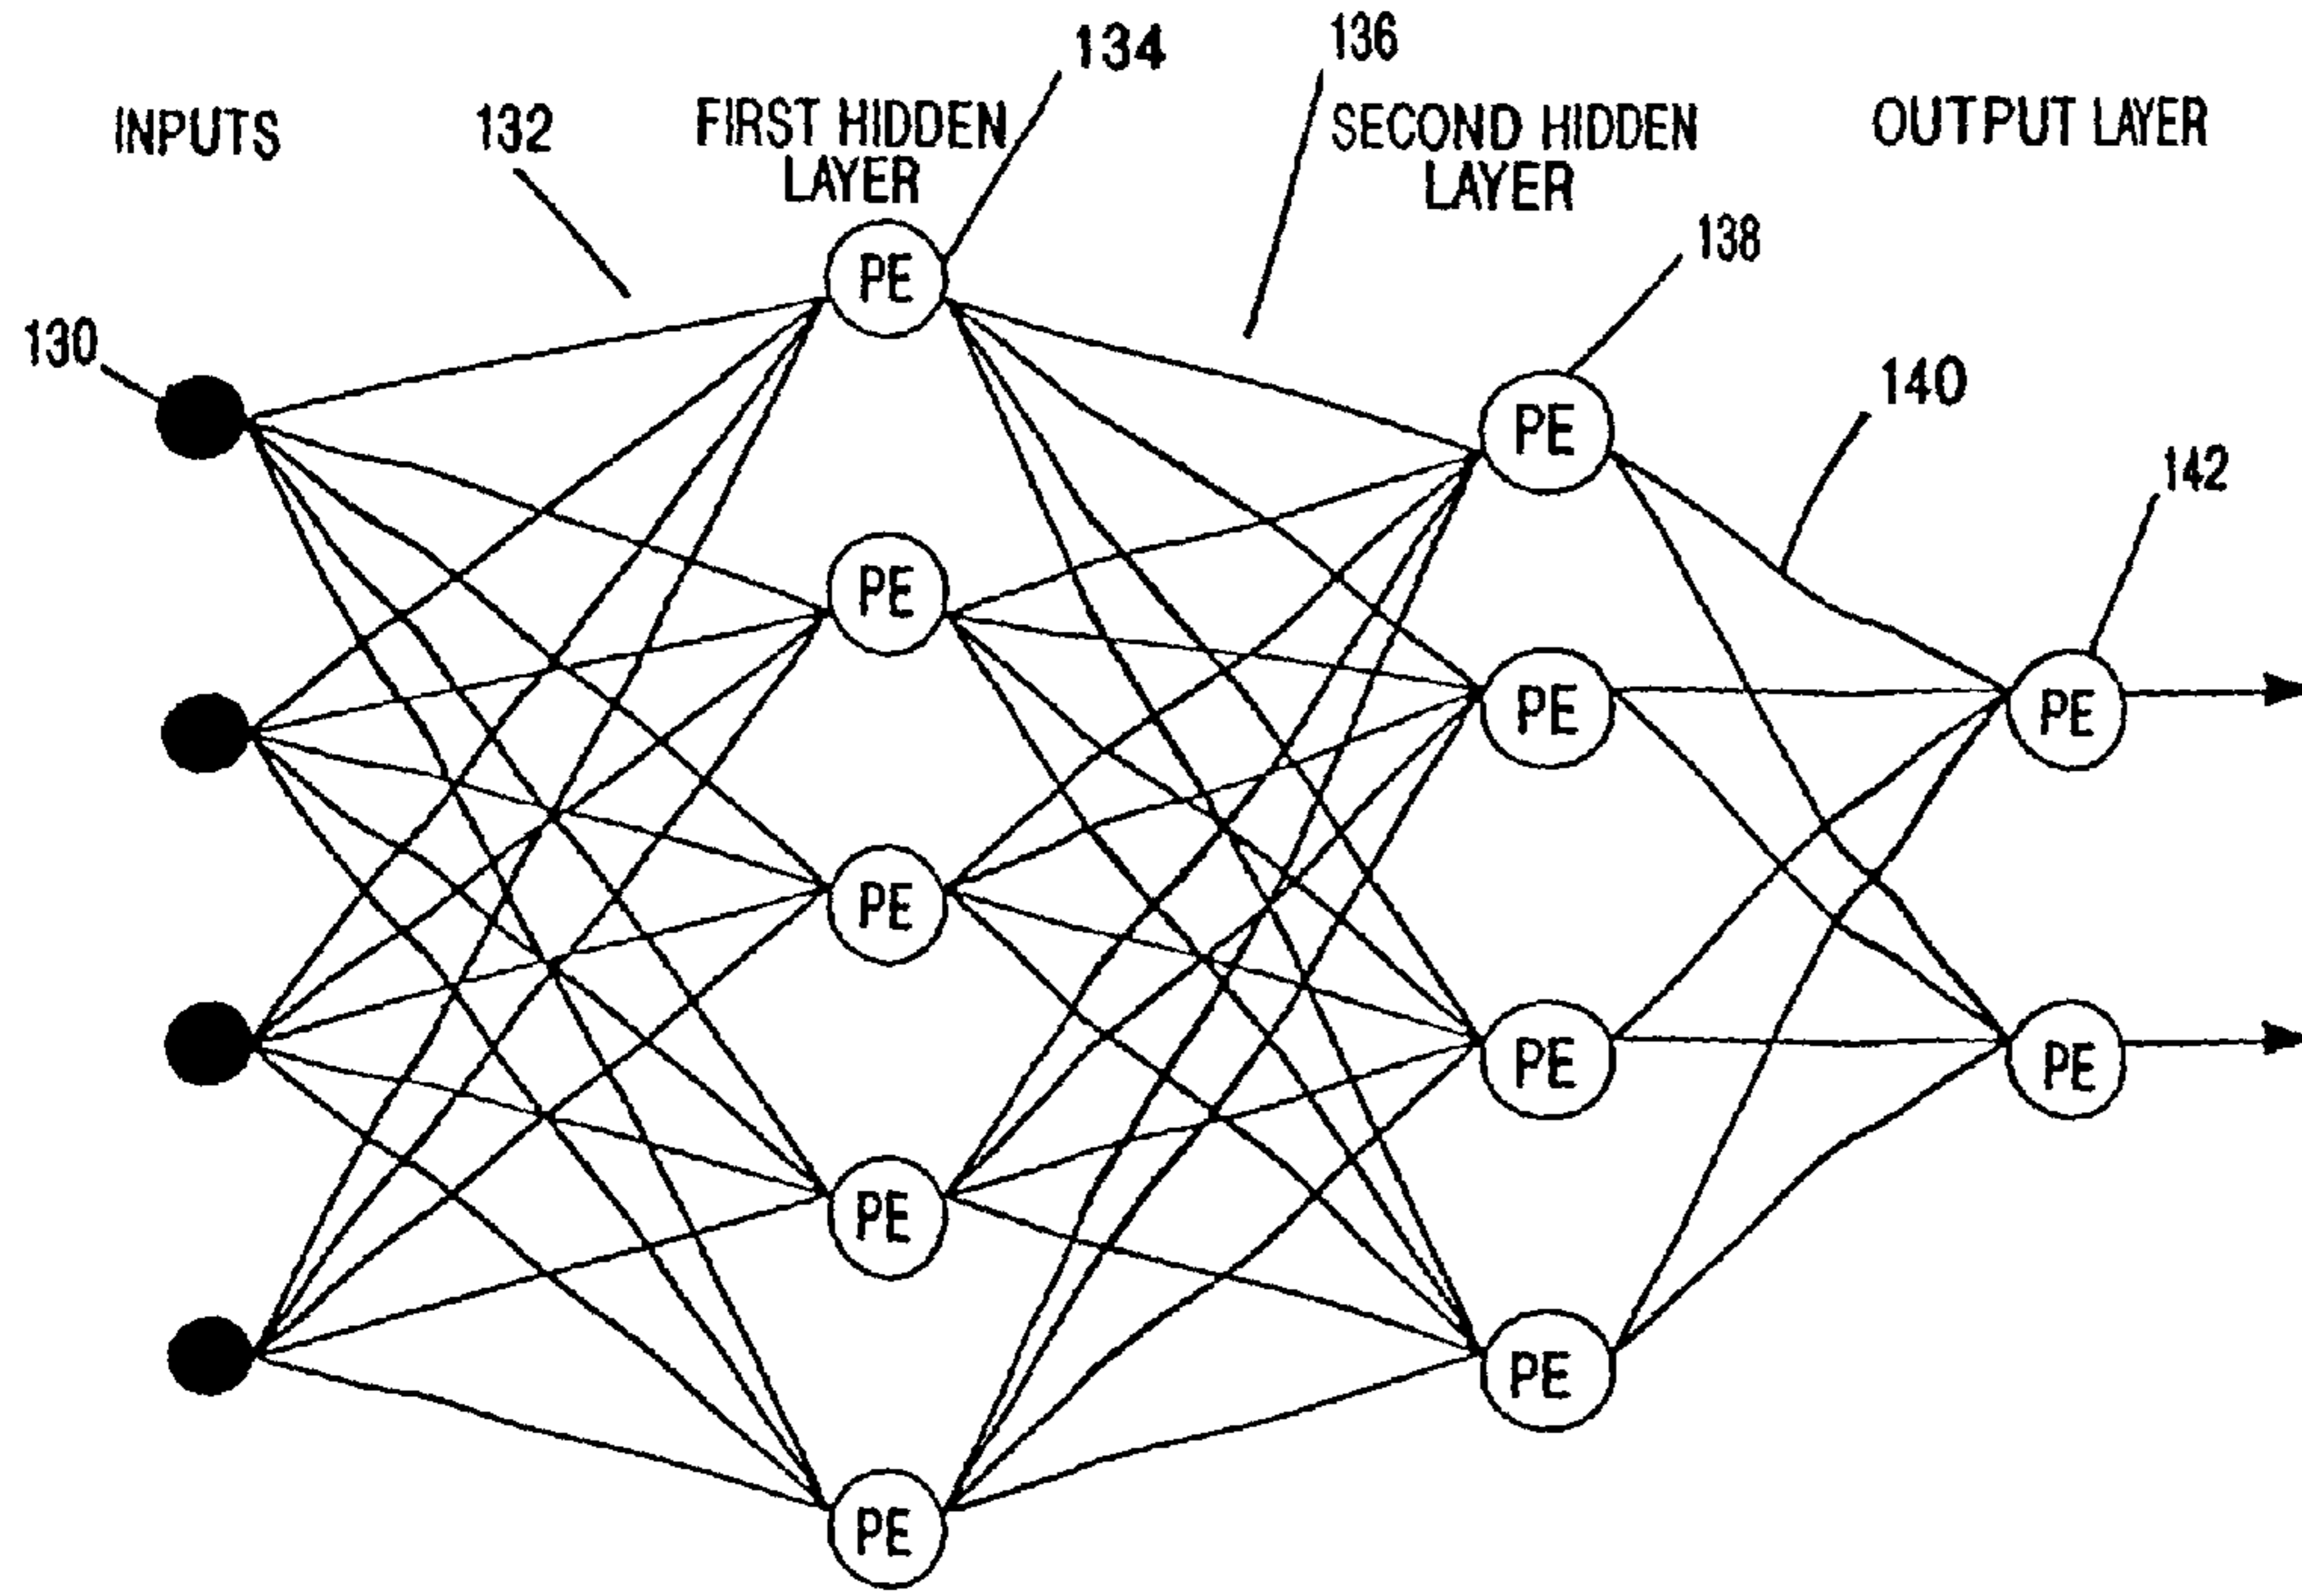 134
136
INPUTS
132
FIRST HIDDEN
LAYER
SECOND HIDDEN
LAYER
OUTPUT LAYER
138
130
140
142
PE
PE
PE
PE
PE
PE
PE
PE
PE
PE
PE